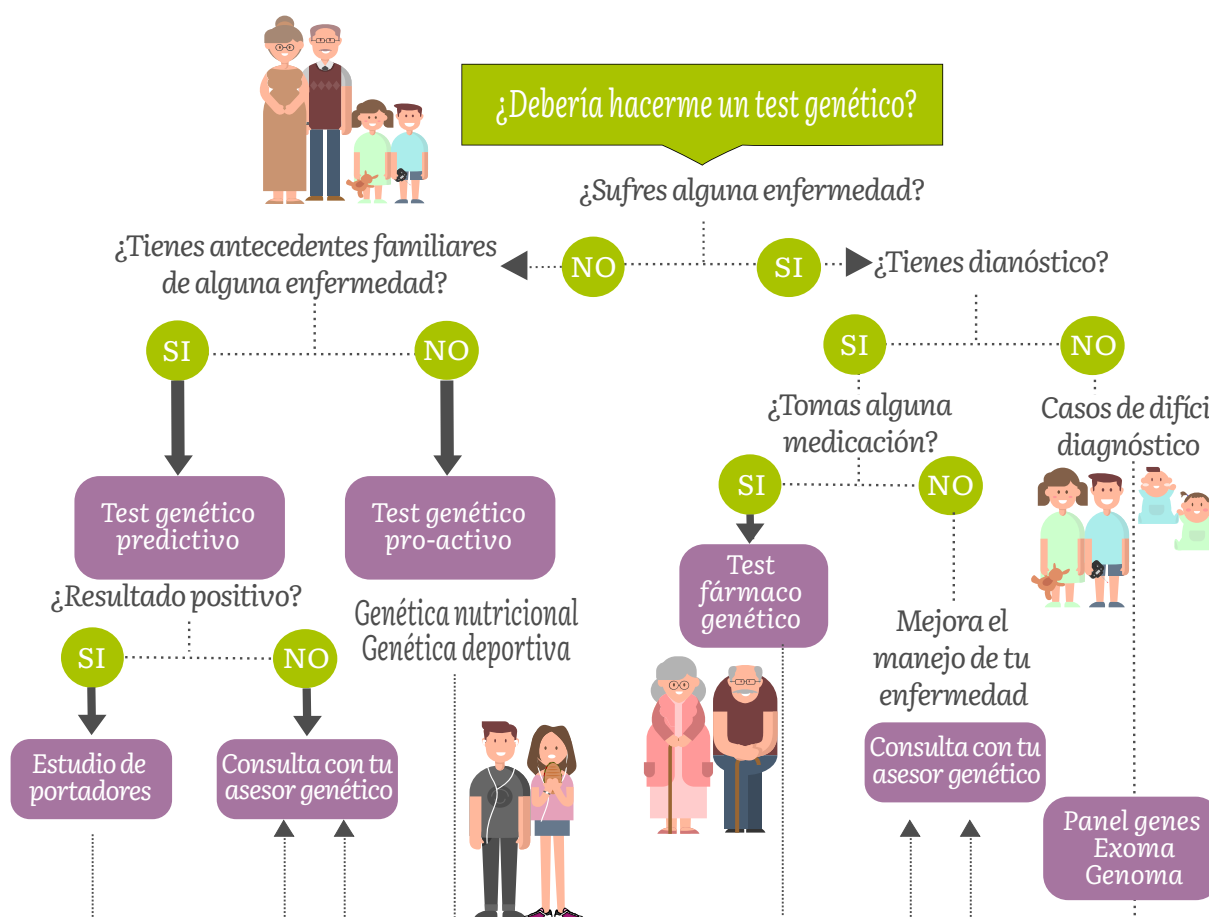 ¿Debería hacerme un test genético?
¿Sufres alguna enfermedad?
¿Tienes antecedentes familiares
de alguna enfermedad?
NO
SI
¿Tienes dianóstico?
SI
NO
SI
NO
¿Tomas alguna
medicación?
Casos de difíci
diagnóstico
SI
NO
Test genético
predictivo
Test genético
pro-activo
Test
fármaco
genético
¿Resultado positivo?
Genética nutricional
Genética deportiva
Mejora el
manejo de tu
enfermedad
SI
NO
Estudio de
portadores
Consulta con tu
asesor genético
Consulta con tu
asesor genético
Panel genes
Exoma
Genoma